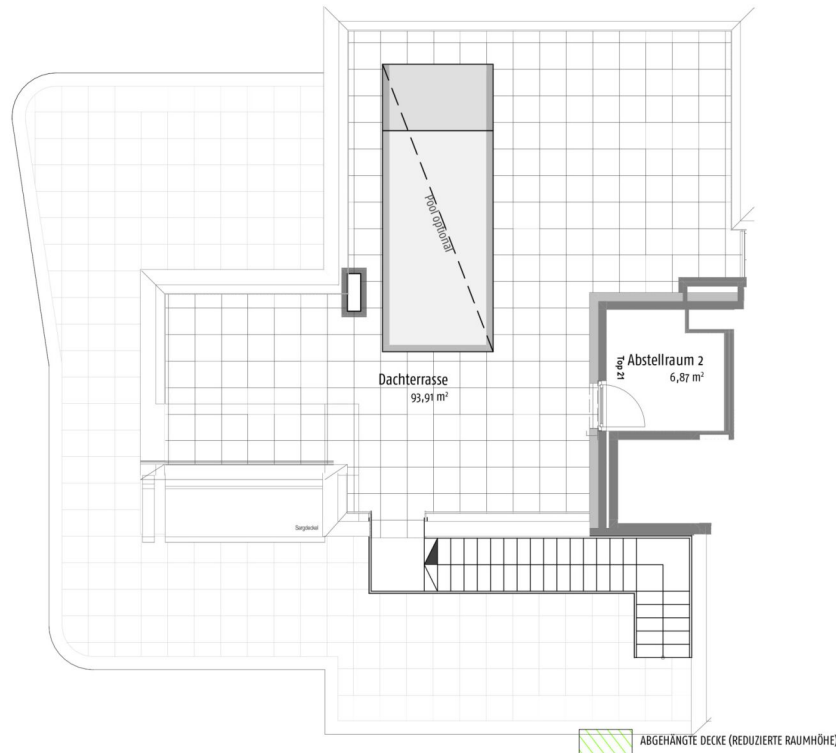 Pool optional
Dachterrasse
93,91 m²
Top 21
Abstellraum 2
6,87 m²
Sargdeckel
ABGEHÄNGTE DECKE (REDUZIERTE RAUMHÖHE)